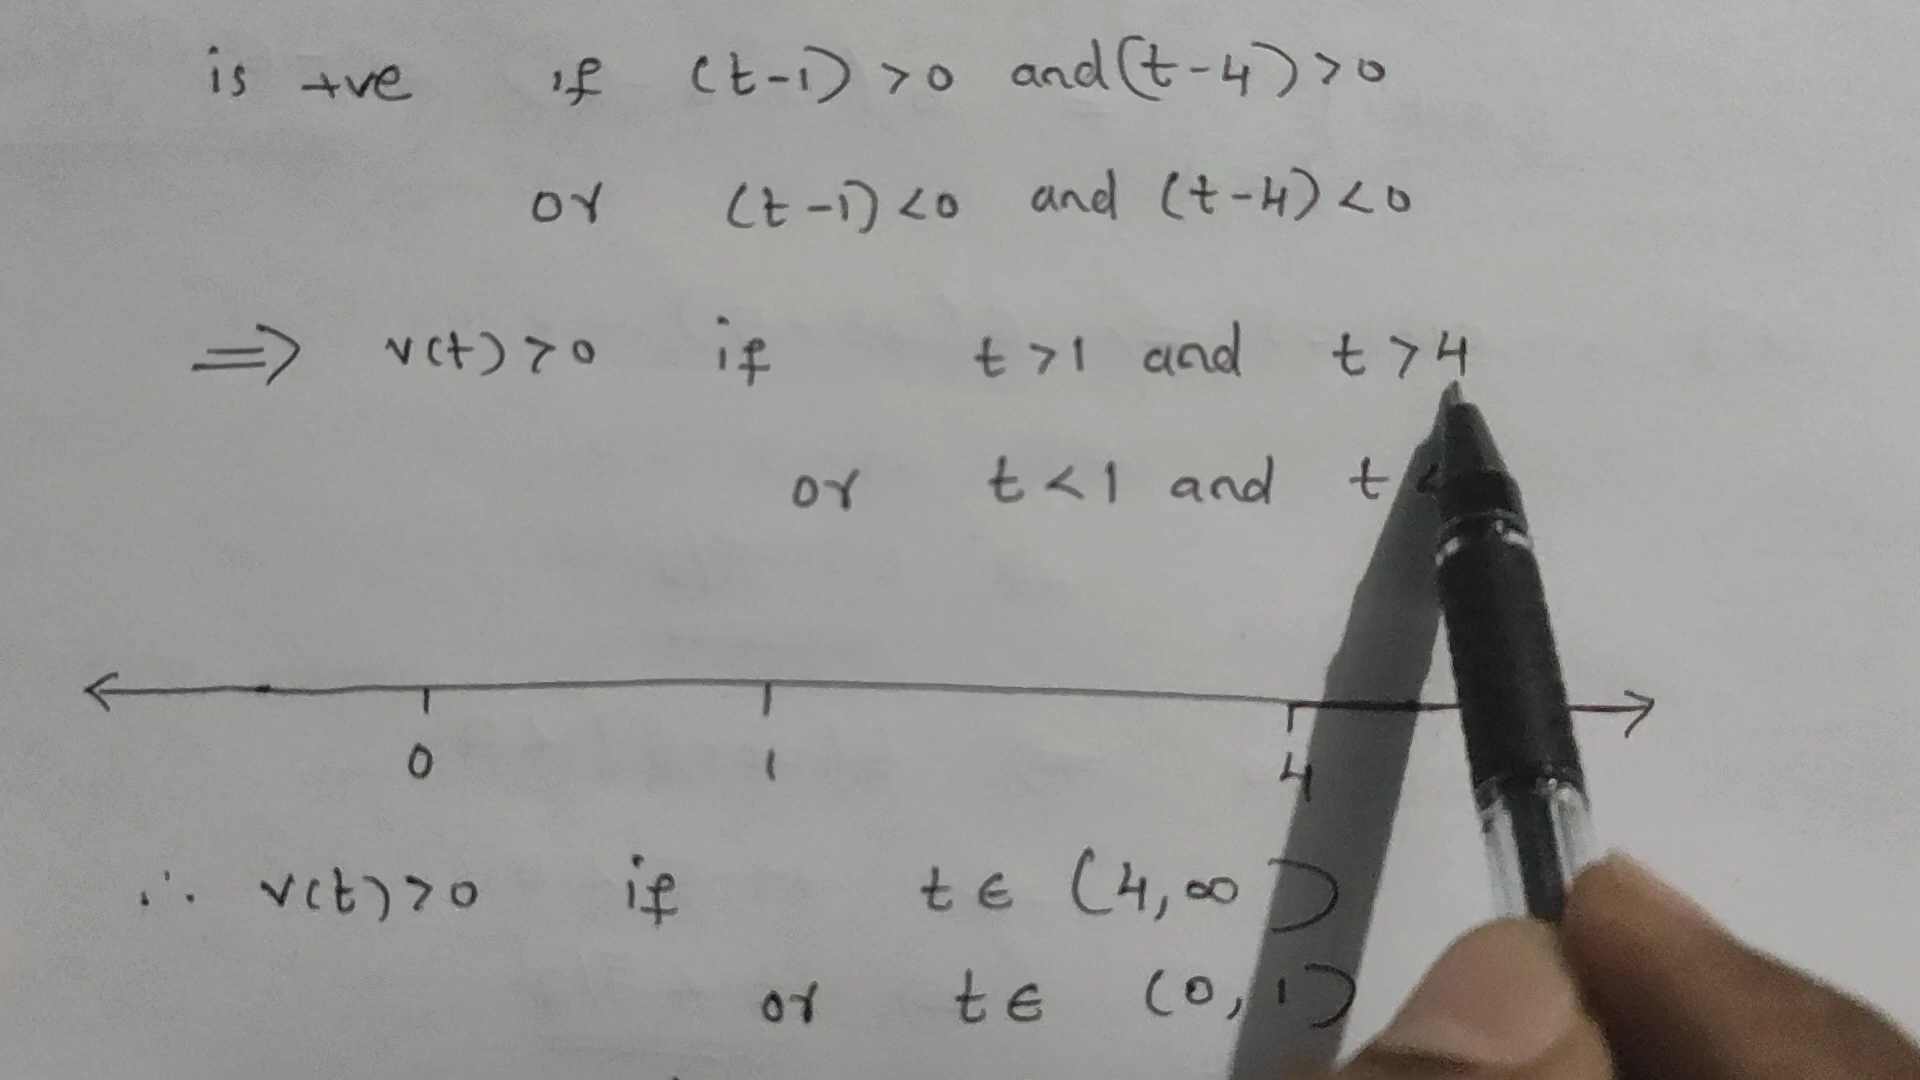 is +ve if (t-1) >0 and (t-4) >0
or (t-1) <0 and (t-4) <0
⇒ v(t) >0 if t >1 and t >4
or t <1 and t <
0 1 4
∴ v(t) >0 if t ∈ (4, ∞)
or t ∈ (0, 1)